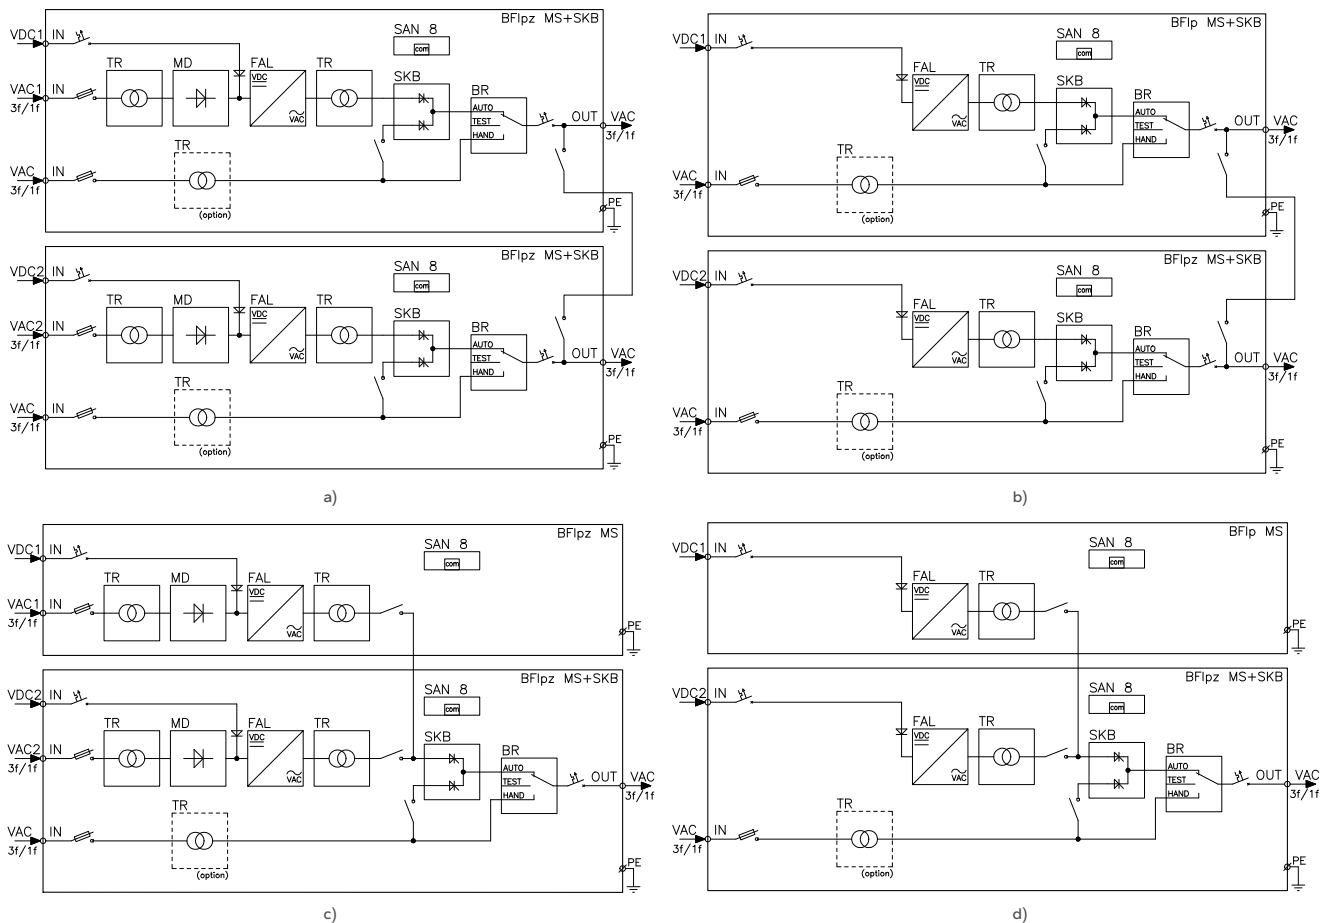 BFIpz MS+SKB
VDC1 IN
SAN 8
com
TR MD FAL TR
VDC
VAC
SKB
BR
VAC1 IN
3f/1f
AUTO
TEST
HAND
OUT VAC
3f/1f
TR
VAC IN
3f/1f
(option)
PE
BFIpz MS+SKB
VDC2 IN
SAN 8
com
TR MD FAL TR
VDC
VAC
SKB
BR
VAC2 IN
3f/1f
AUTO
TEST
HAND
OUT VAC
3f/1f
TR
VAC IN
3f/1f
(option)
PE
a)
BFIp MS+SKB
VDC1 IN
SAN 8
com
FAL TR
VDC
VAC
SKB
BR
AUTO
TEST
HAND
OUT VAC
3f/1f
TR
VAC IN
3f/1f
(option)
PE
BFIpz MS+SKB
VDC2 IN
SAN 8
com
FAL TR
VDC
VAC
SKB
BR
AUTO
TEST
HAND
OUT VAC
3f/1f
TR
VAC IN
3f/1f
(option)
PE
b)
BFIpz MS
VDC1 IN
SAN 8
com
TR MD FAL TR
VDC
VAC
VAC1 IN
3f/1f
PE
BFIpz MS+SKB
VDC2 IN
SAN 8
com
TR MD FAL TR
VDC
VAC
SKB
BR
VAC2 IN
3f/1f
AUTO
TEST
HAND
OUT VAC
3f/1f
TR
VAC IN
3f/1f
(option)
PE
c)
BFIp MS
VDC1 IN
SAN 8
com
FAL TR
VDC
VAC
PE
BFIpz MS+SKB
VDC2 IN
SAN 8
com
FAL TR
VDC
VAC
SKB
BR
AUTO
TEST
HAND
OUT VAC
3f/1f
TR
VAC IN
3f/1f
(option)
PE
d)